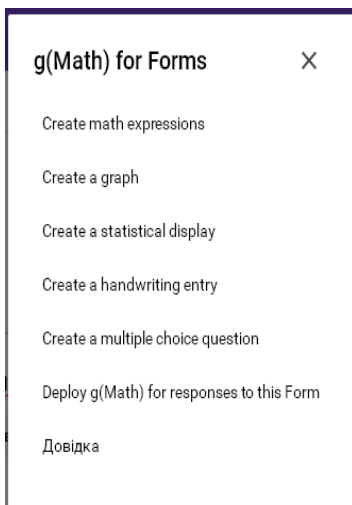 g(Math) for Forms
Create math expressions
Create a graph
Create a statistical display
Create a handwriting entry
Create a multiple choice question
Deploy g(Math) for responses to this Form
Довідка